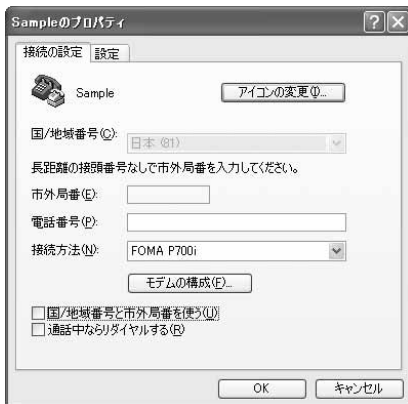 Sampleのプロパティ
接続の設定 設定
Sample
アイコンの変更(I)...
国/地域番号(C):
日本 (81)
長距離の接頭番号なしで市外局番を入力してください。
市外局番(E):
電話番号(P):
接続方法(N): FOMA P700i
モデムの構成(F)...
国/地域番号と市外局番を使う(U)
通話中ならリダイヤルする(R)
OK キャンセル